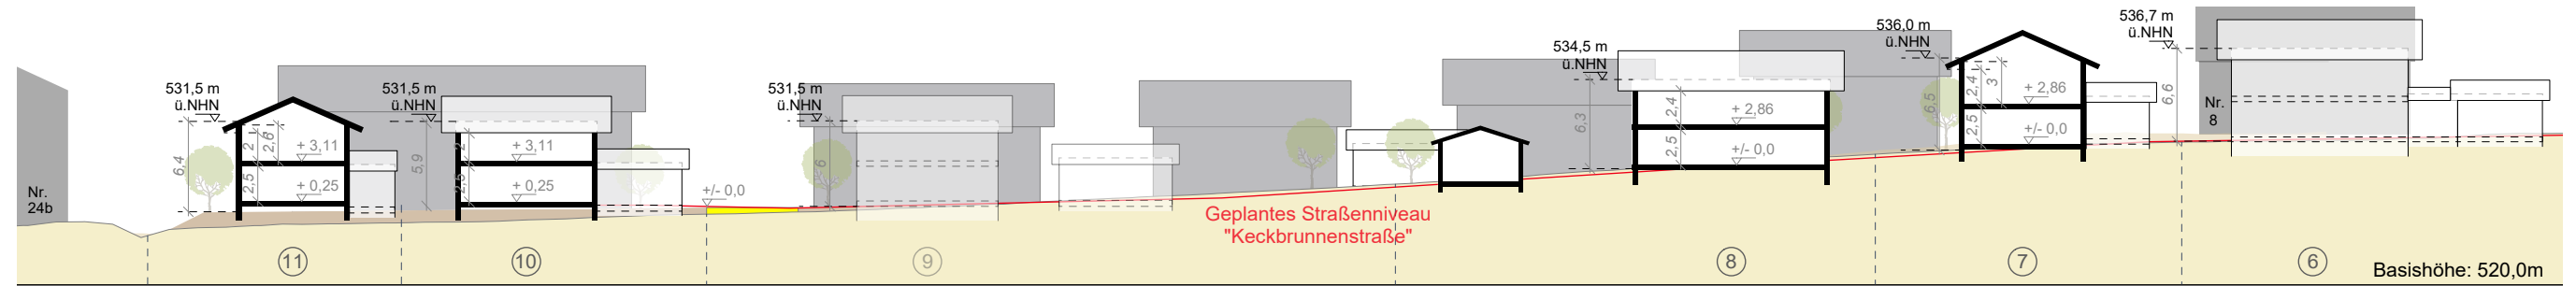 Nr.
24b
531,5 m
ü.NHN
6,4
2
2,6
2,5
+ 3,11
+ 0,25
531,5 m
ü.NHN
5,9
2
2,5
+ 3,11
+ 0,25
+/- 0,0
531,5 m
ü.NHN
6
Geplantes Straßenniveau
"Keckbrunnenstraße"
534,5 m
ü.NHN
6,3
2,4
2,5
+ 2,86
+/- 0,0
536,0 m
ü.NHN
6,5
2,4
3
2,5
+ 2,86
+/- 0,0
536,7 m
ü.NHN
6,6
Nr.
8
11
10
9
8
7
6
Basishöhe: 520,0m